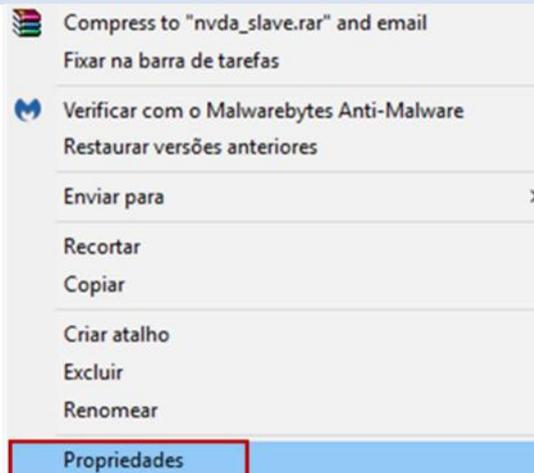 Compress to "nvda_slave.rar" and email
Fixar na barra de tarefas
Verificar com o Malwarebytes Anti-Malware
Restaurar versões anteriores
Enviar para
Recortar
Copiar
Criar atalho
Excluir
Renomear
Propriedades